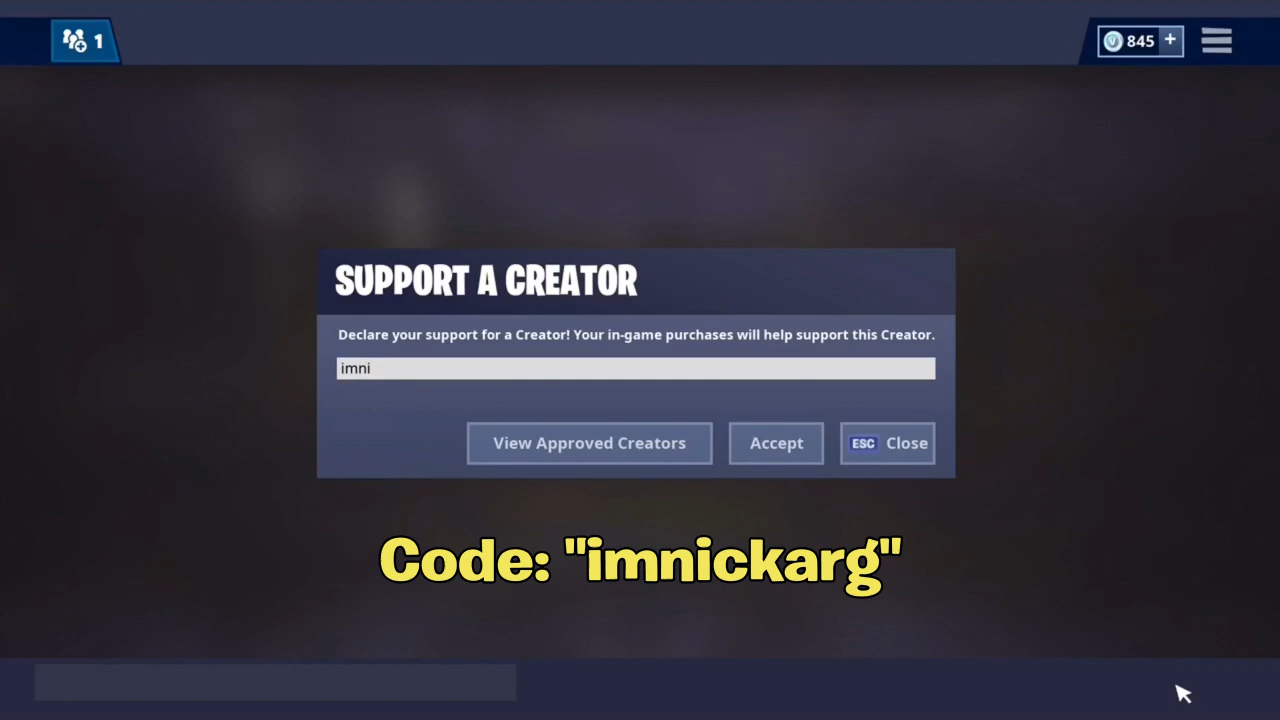 1
845 +
SUPPORT A CREATOR
Declare your support for a Creator! Your in-game purchases will help support this Creator.
imni
View Approved Creators
Accept
ESC Close
Code: "imnickarg"